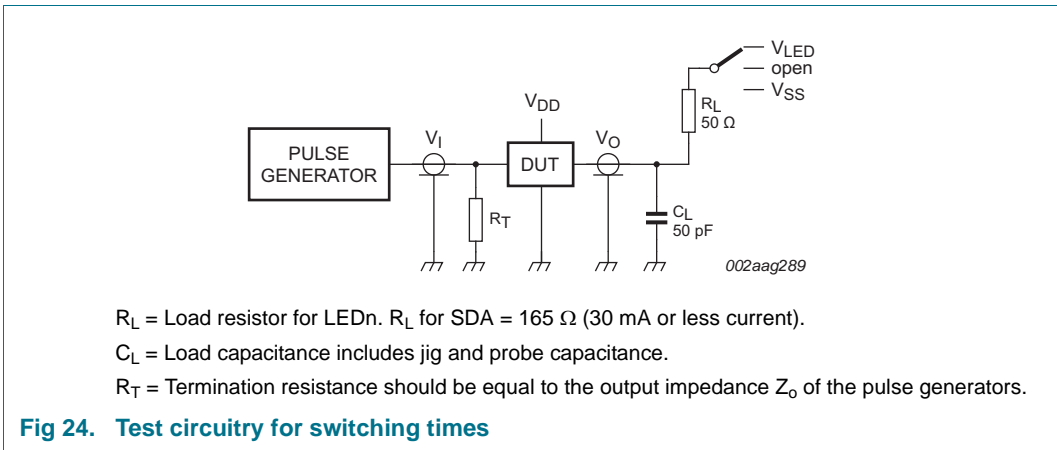 VLED
open
VSS
RL
50 Ω
VDD
VI
VO
PULSE
GENERATOR
DUT
RT
CL
50 pF
002aag289
RL = Load resistor for LEDn. RL for SDA = 165 Ω (30 mA or less current).
CL = Load capacitance includes jig and probe capacitance.
RT = Termination resistance should be equal to the output impedance Zo of the pulse generators.
Fig 24. Test circuitry for switching times